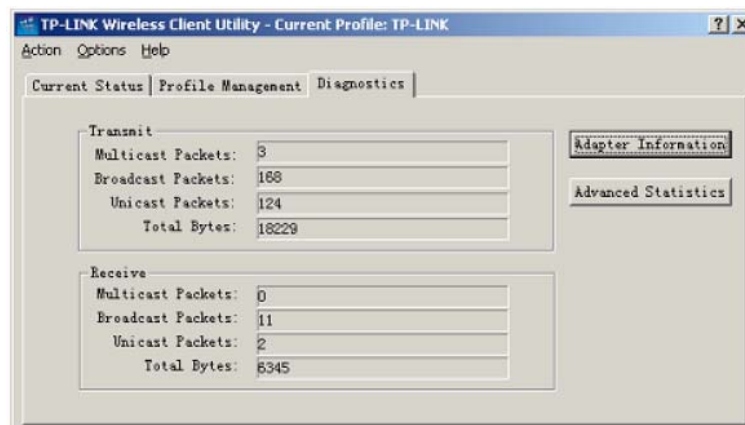 TP-LINK Wireless Client Utility - Current Profile: TP-LINK
Action Options Help
Current Status Profile Management Diagnostics
Transmit
Multicast Packets: 3
Broadcast Packets: 168
Unicast Packets: 124
Total Bytes: 18229
Adapter Information
Advanced Statistics
Receive
Multicast Packets: 0
Broadcast Packets: 11
Unicast Packets: 2
Total Bytes: 6345